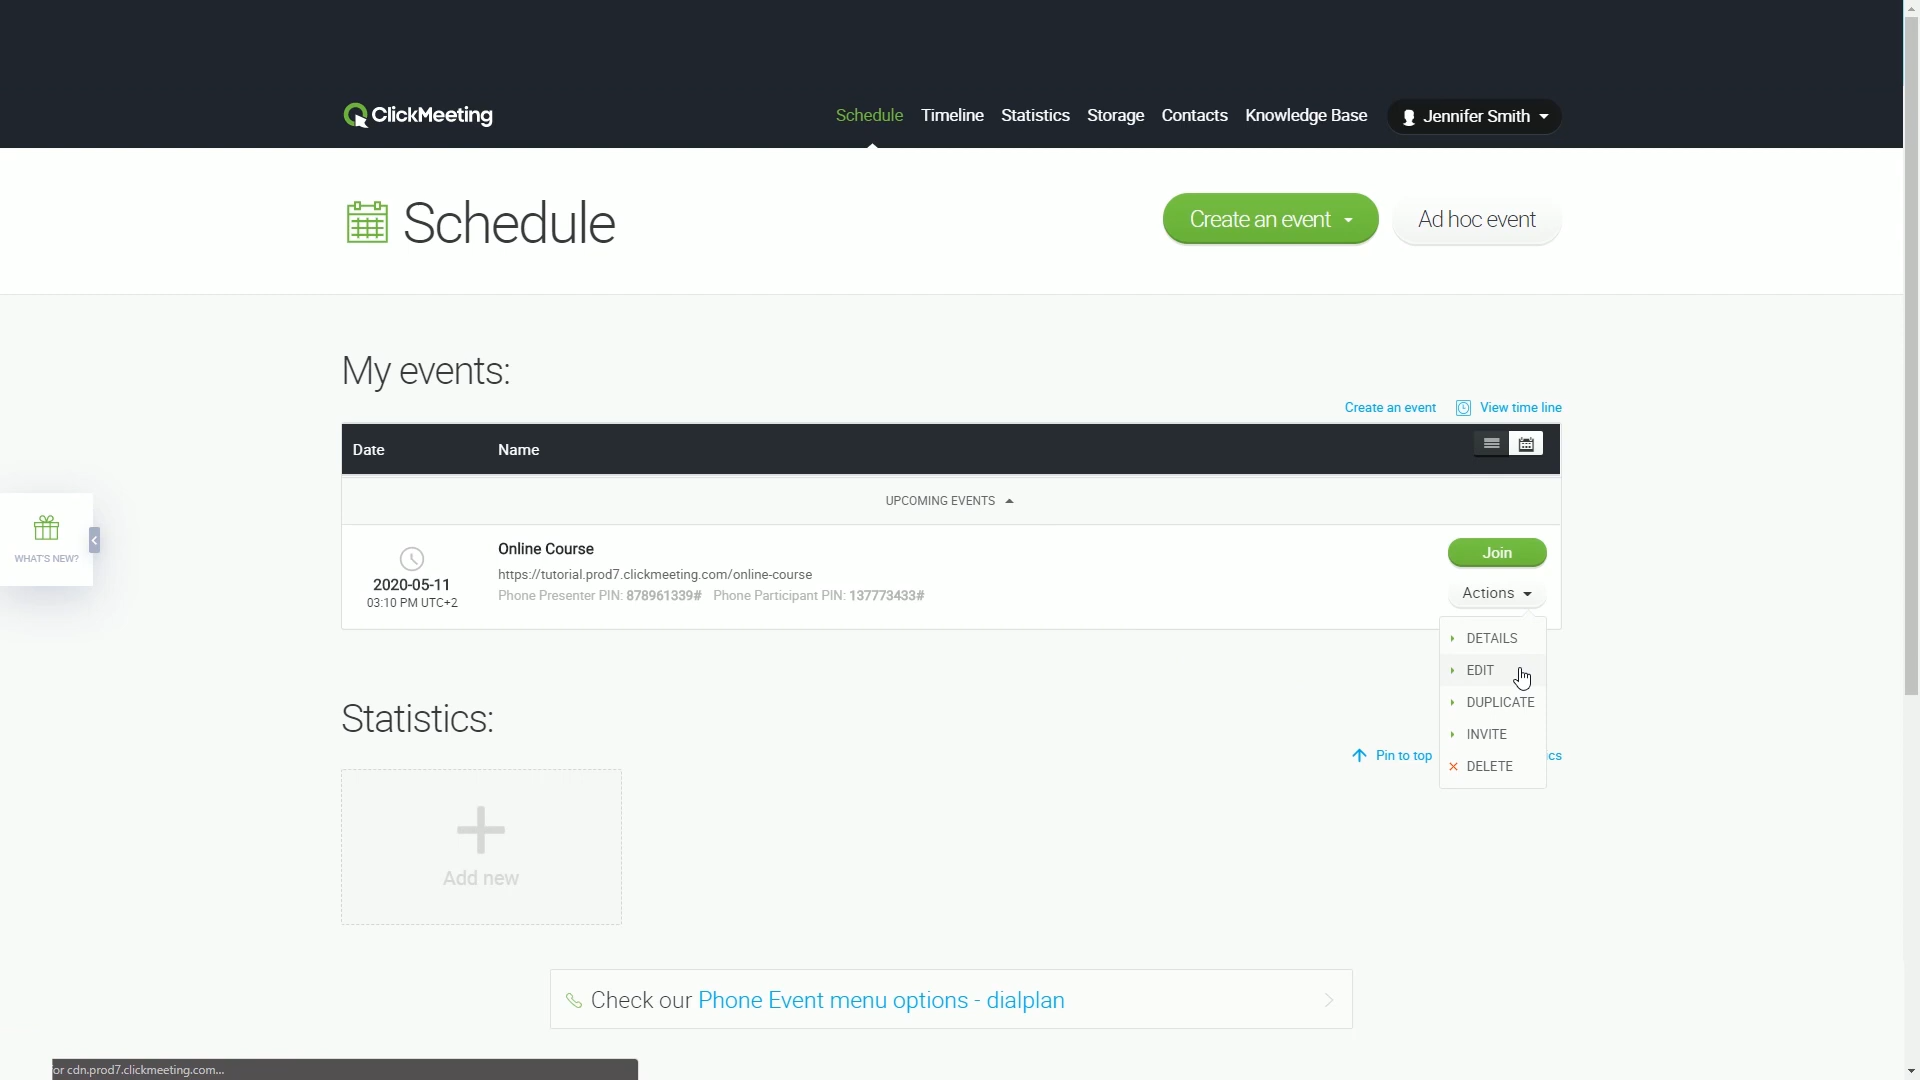 ClickMeeting
Schedule Timeline Statistics Storage Contacts Knowledge Base Jennifer Smith
Schedule
Create an event
Ad hoc event
My events:
Create an event View time line
Date Name
UPCOMING EVENTS
WHAT'S NEW?
Online Course
https://tutorial.prod7.clickmeeting.com/online-course
Phone Presenter PIN: 878961339# Phone Participant PIN: 137773433#
2020-05-11
03:10 PM UTC+2
Join
Actions
DETAILS
EDIT
DUPLICATE
INVITE
DELETE
Statistics:
Pin to top
cs
Add new
Check our Phone Event menu options - dialplan
or cdn.prod7.clickmeeting.com...